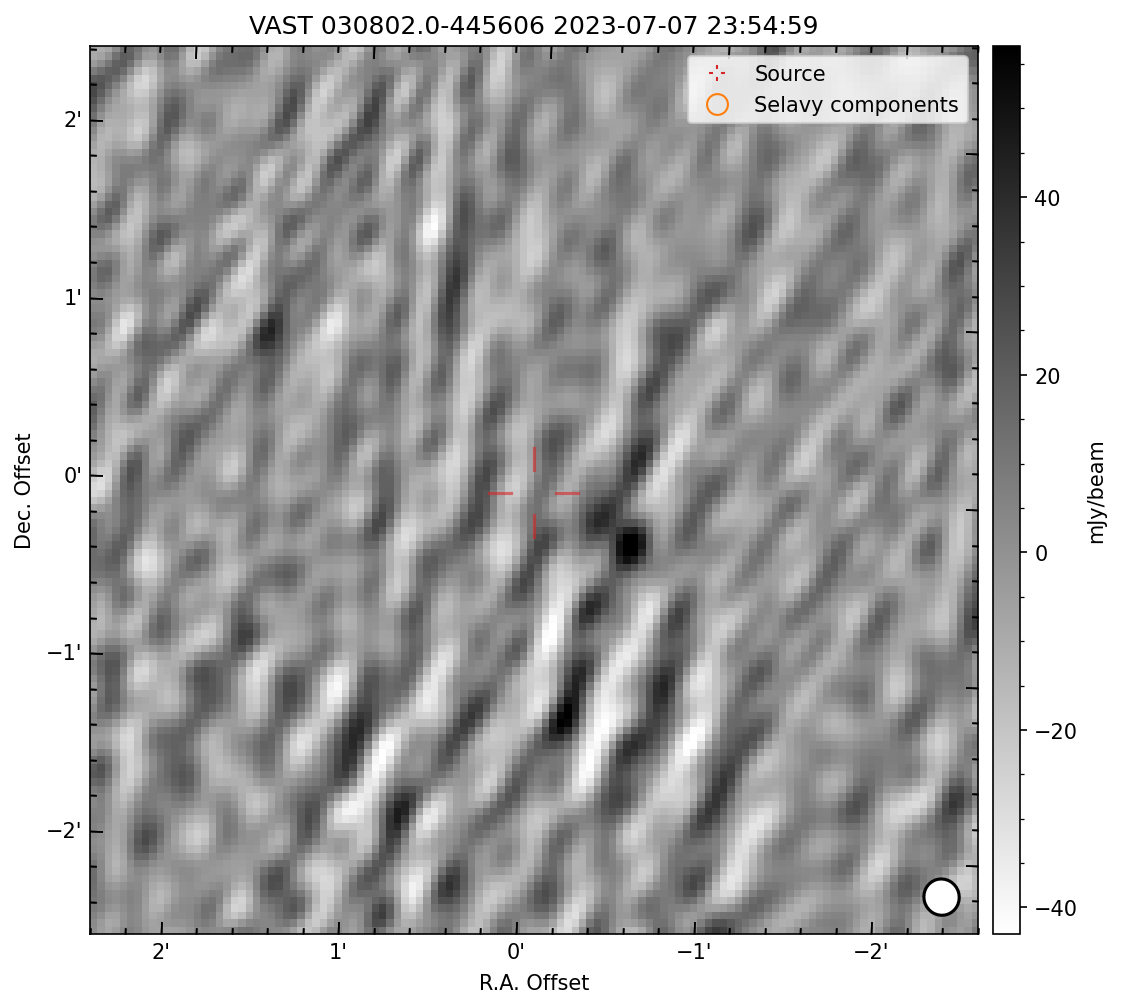 VAST 030802.0-445606 2023-07-07 23:54:59
Source
Selavy components
2'
1'
0'
−1'
−2'
Dec. Offset
2'
1'
0'
−1'
−2'
R.A. Offset
40
20
0
−20
−40
mJy/beam